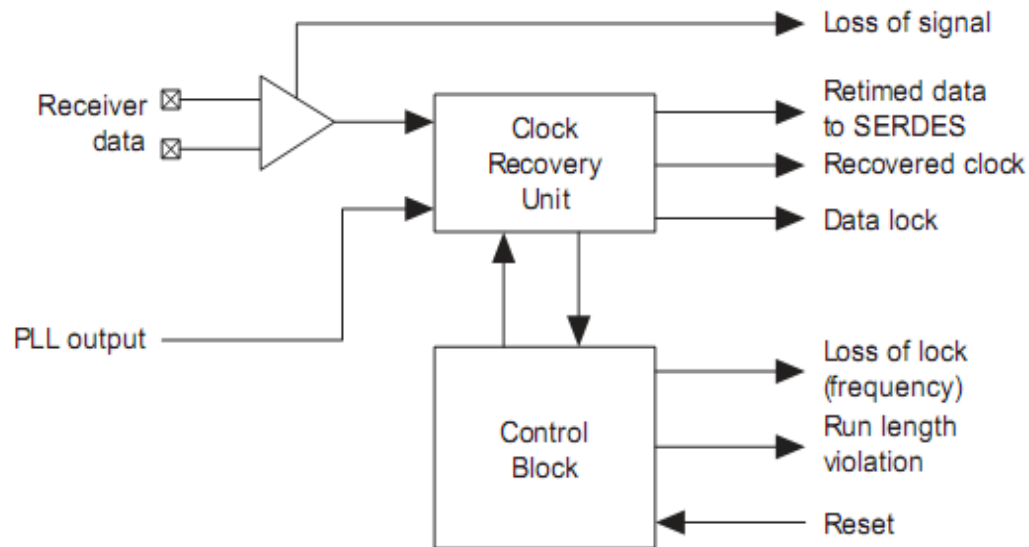 Loss of signal
Receiver
data
Clock
Recovery
Unit
Retimed data
to SERDES
Recovered clock
Data lock
PLL output
Control
Block
Loss of lock
(frequency)
Run length
violation
Reset